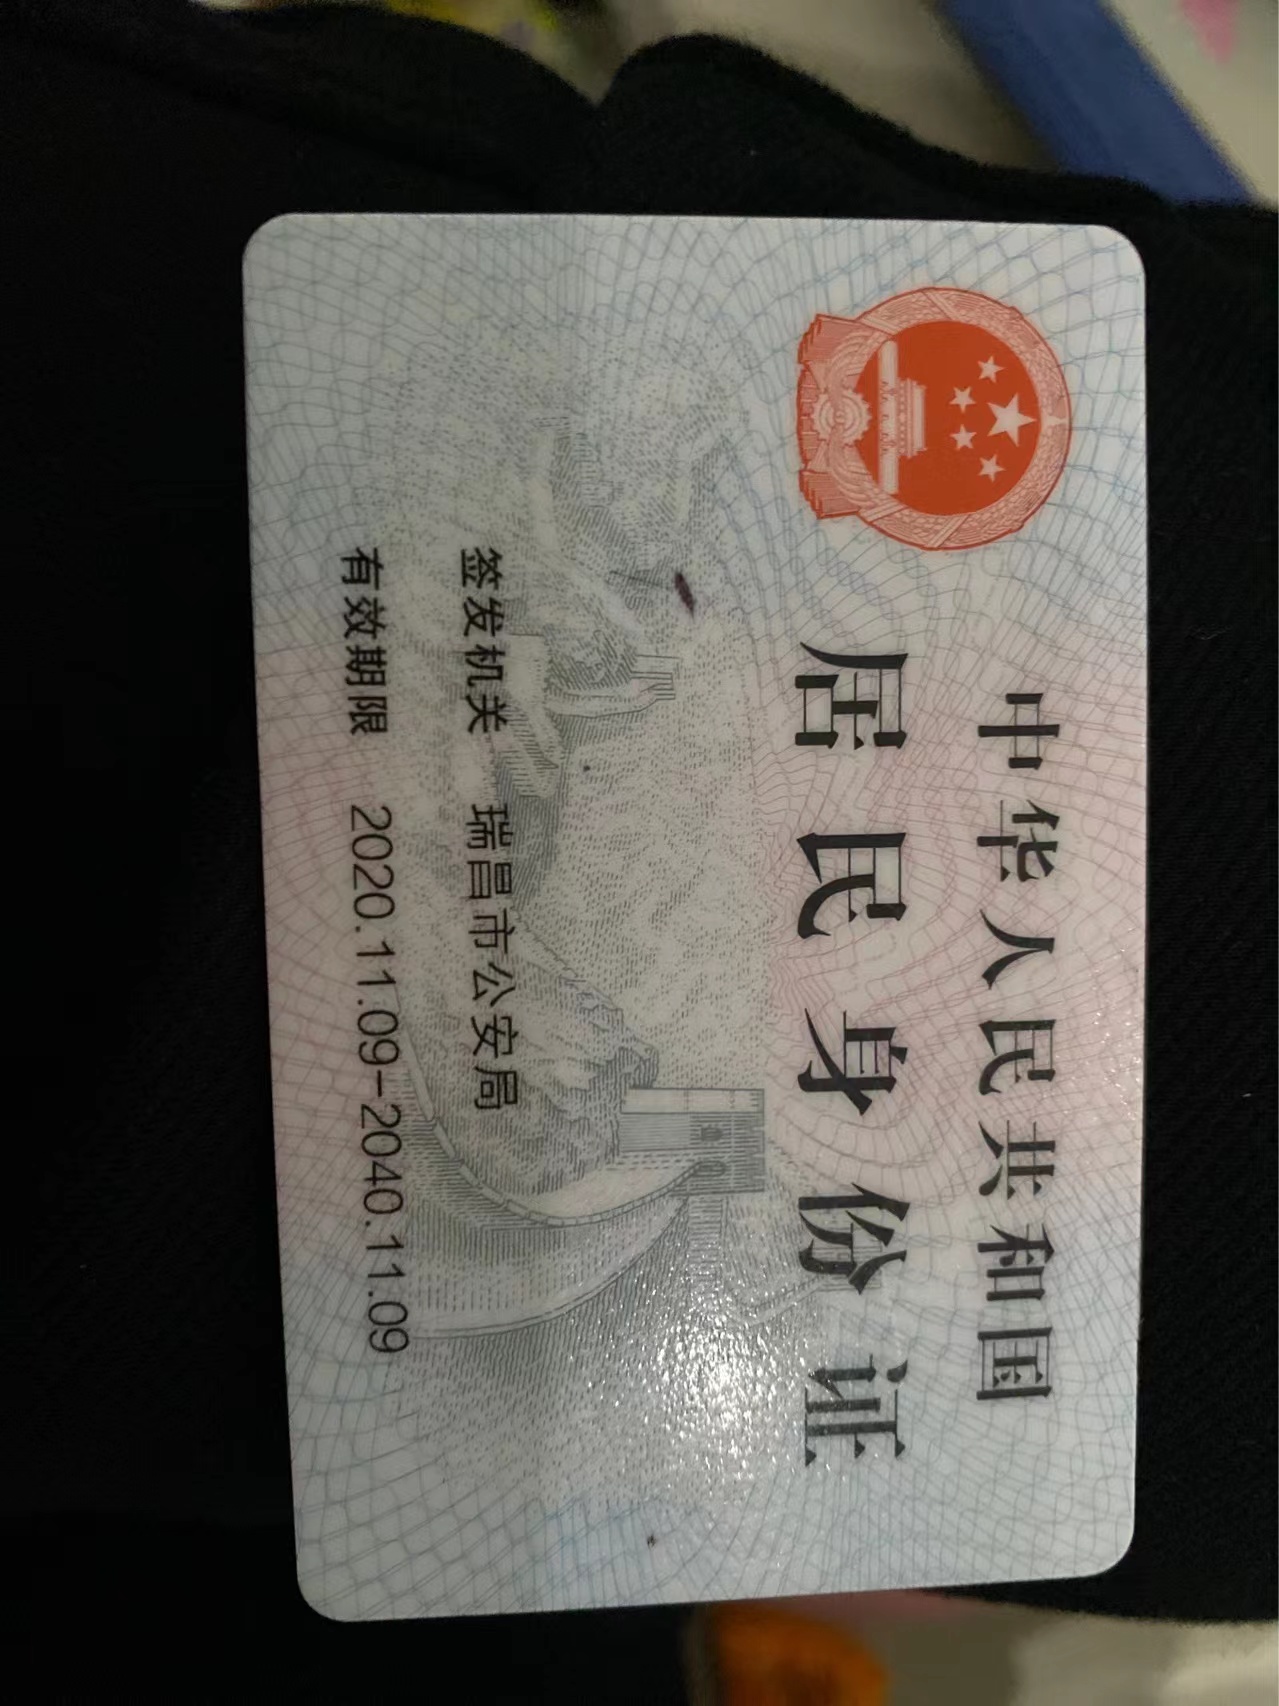 中华人民共和国
居民身份证
签发机关 瑞昌市公安局
有效期限 2020.11.09-2040.11.09